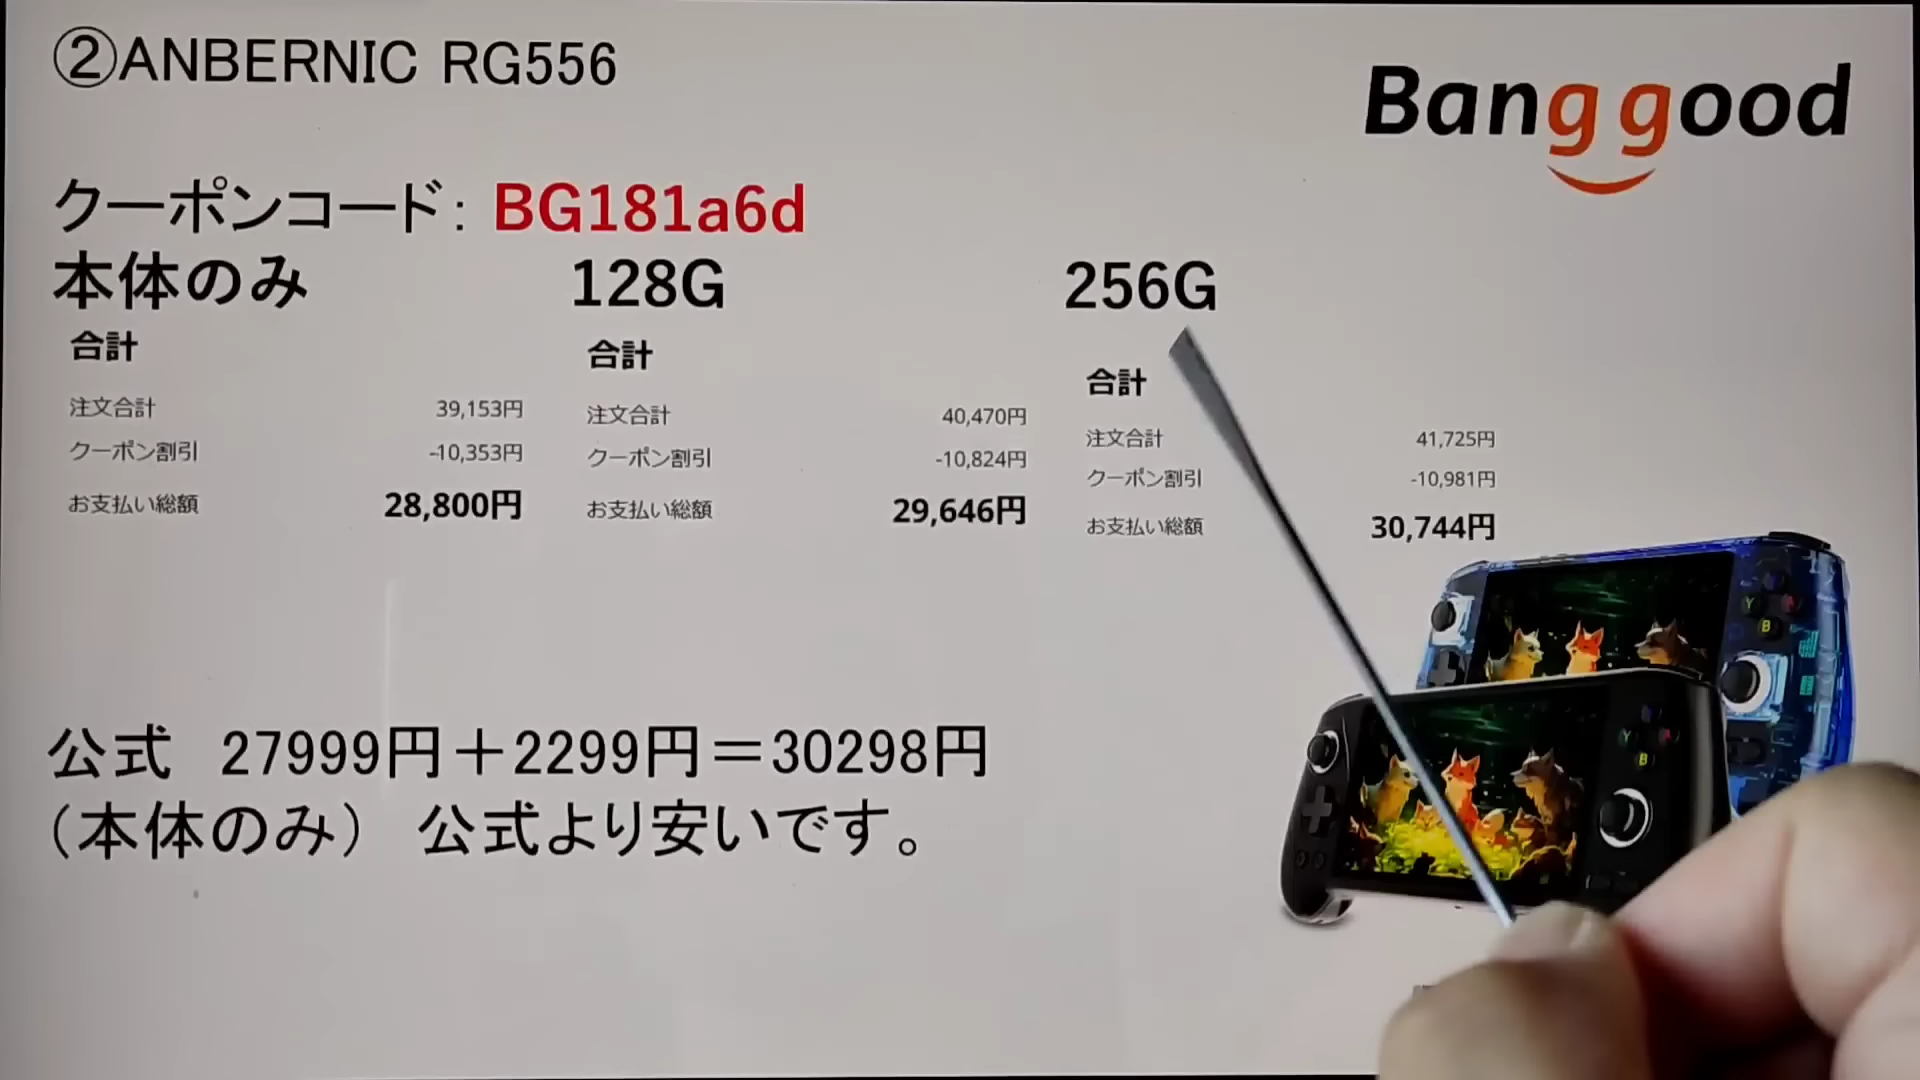 ②ANBERNIC RG556
Banggood
クーポンコード: BG181a6d
本体のみ
合計
注文合計 39,153円
クーポン割引 -10,353円
お支払い総額 28,800円
128G
合計
注文合計 40,470円
クーポン割引 -10,824円
お支払い総額 29,646円
256G
合計
注文合計 41,725円
クーポン割引 -10,981円
お支払い総額 30,744円
公式 27999円＋2299円＝30298円
（本体のみ） 公式より安いです。
Y
B
Y
B